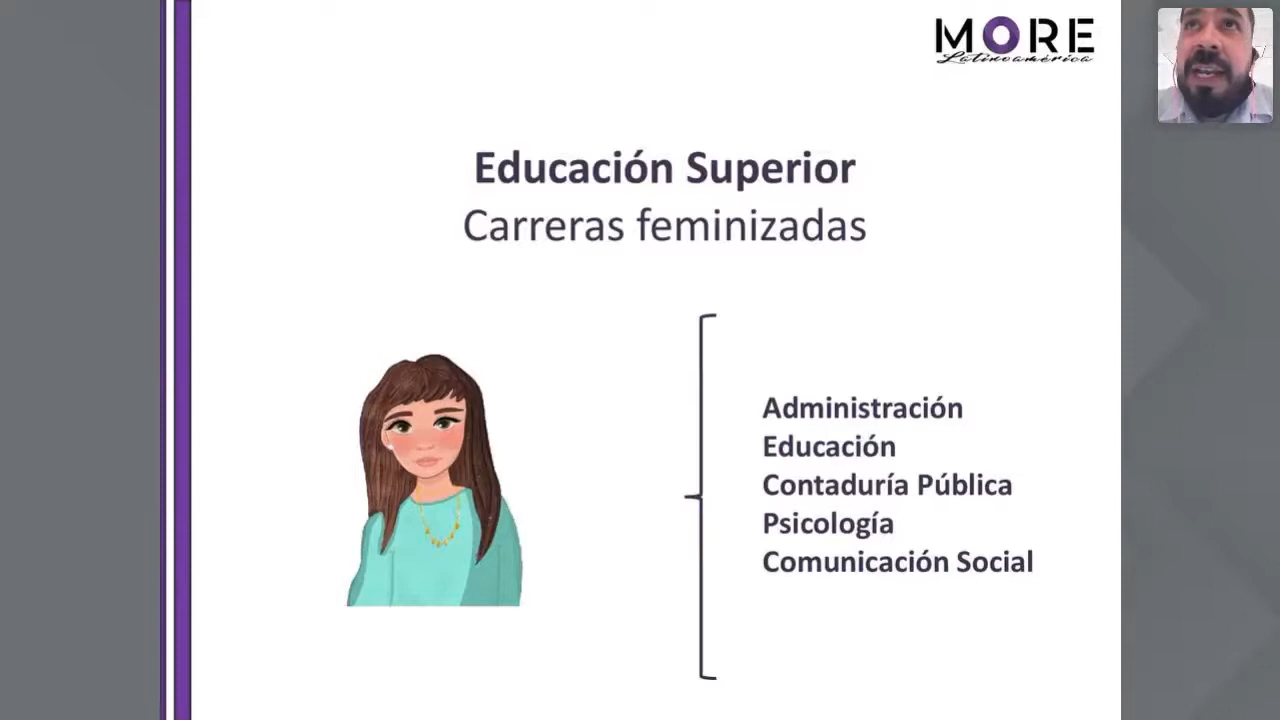 MORE
Latinoamérica
Educación Superior
Carreras feminizadas
Administración
Educación
Contaduría Pública
Psicología
Comunicación Social